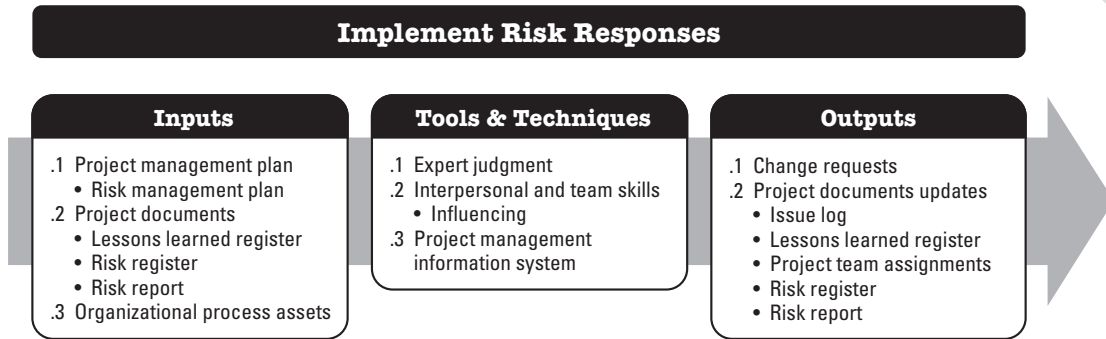 Implement Risk Responses
Inputs
.1 Project management plan
• Risk management plan
.2 Project documents
• Lessons learned register
• Risk register
• Risk report
.3 Organizational process assets
Tools & Techniques
.1 Expert judgment
.2 Interpersonal and team skills
• Influencing
.3 Project management
information system
Outputs
.1 Change requests
.2 Project documents updates
• Issue log
• Lessons learned register
• Project team assignments
• Risk register
• Risk report